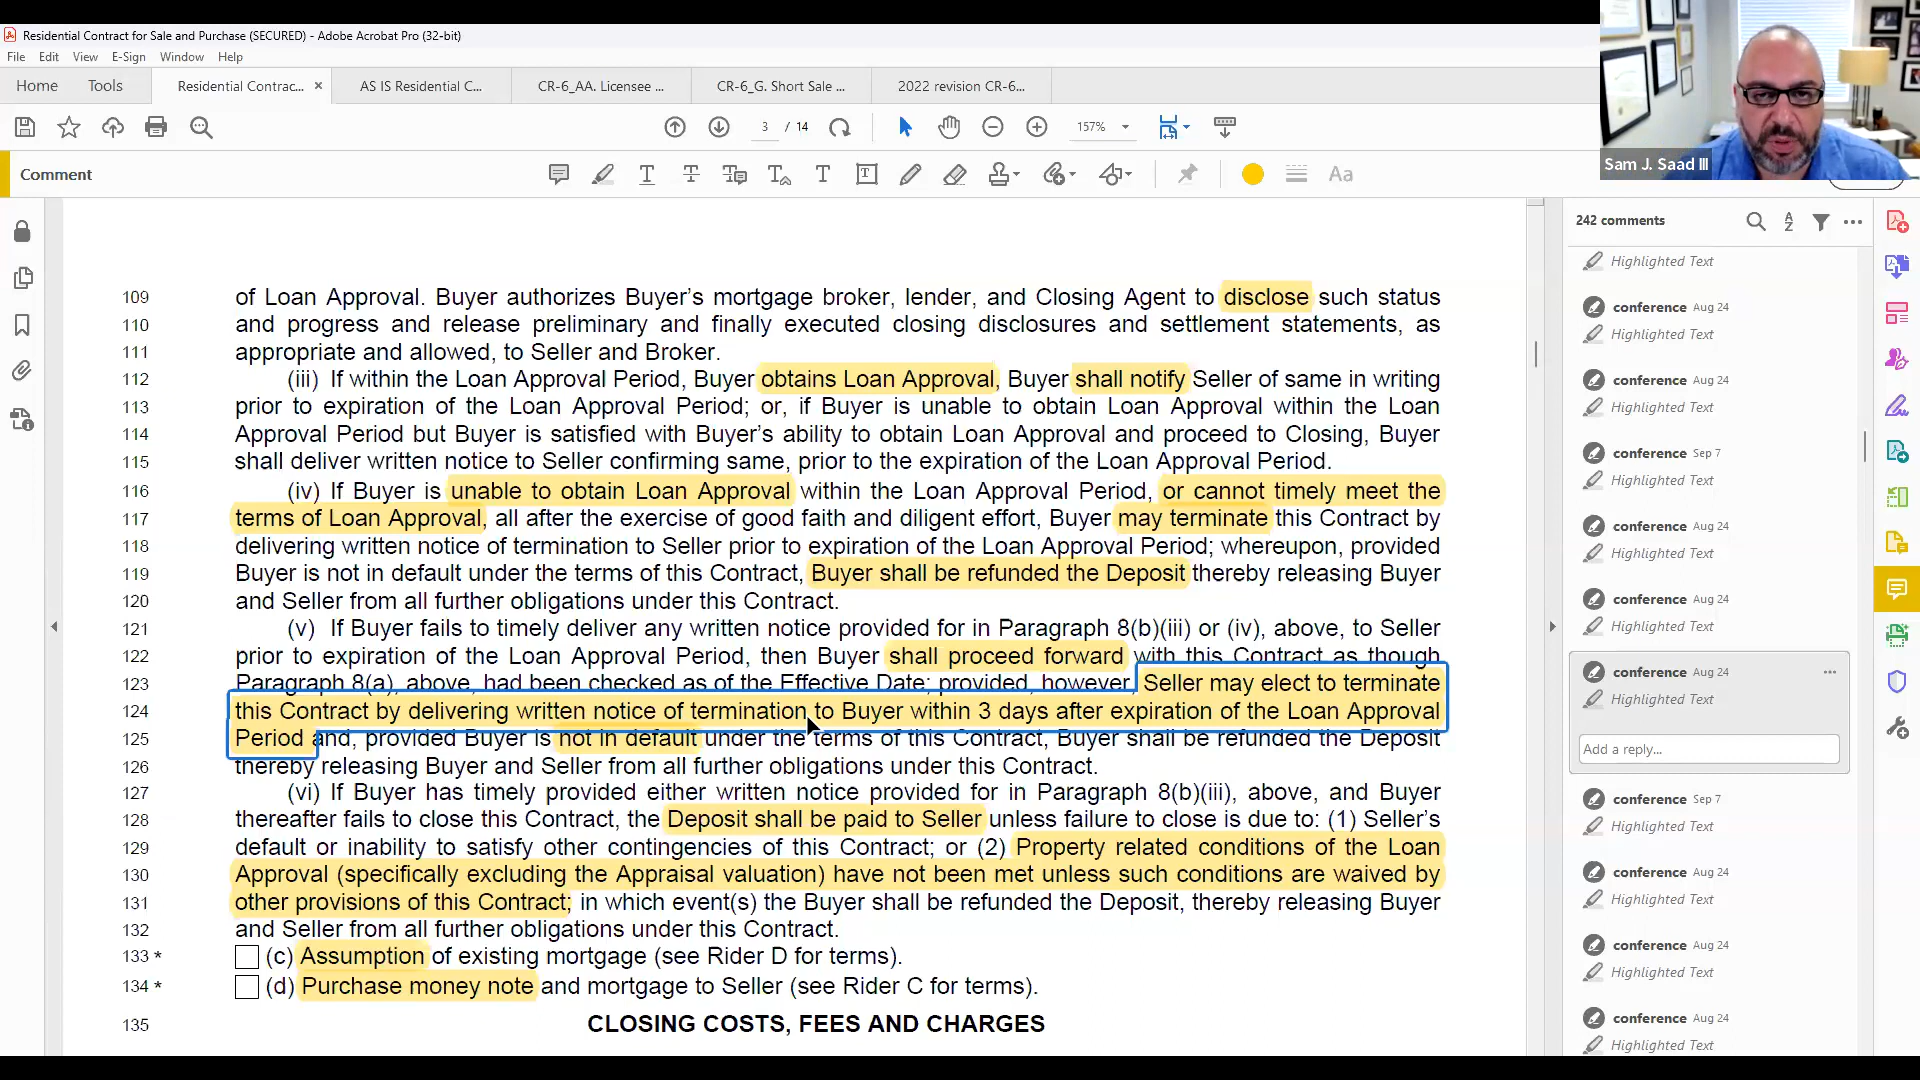 Residential Contract for Sale and Purchase (SECURED) - Adobe Acrobat Pro (32-bit)
File Edit View Window Help
Home Tools Residential Contrac... × AS IS Residential C... CR-6_AA. Licensee ... CR-6_G. Short Sale ... 2022 revision CR-6...
3 / 14 157%
Comment
Aa
Sam J. Saad III
109 of Loan Approval. Buyer authorizes Buyer's mortgage broker, lender, and Closing Agent to disclose such status
110 and progress and release preliminary and finally executed closing disclosures and settlement statements, as
111 appropriate and allowed, to Seller and Broker.
112 (iii) If within the Loan Approval Period, Buyer obtains Loan Approval, Buyer shall notify Seller of same in writing
113 prior to expiration of the Loan Approval Period; or, if Buyer is unable to obtain Loan Approval within the Loan
114 Approval Period but Buyer is satisfied with Buyer's ability to obtain Loan Approval and proceed to Closing, Buyer
115 shall deliver written notice to Seller confirming same, prior to the expiration of the Loan Approval Period.
116 (iv) If Buyer is unable to obtain Loan Approval within the Loan Approval Period, or cannot timely meet the
117 terms of Loan Approval, all after the exercise of good faith and diligent effort, Buyer may terminate this Contract by
118 delivering written notice of termination to Seller prior to expiration of the Loan Approval Period; whereupon, provided
119 Buyer is not in default under the terms of this Contract, Buyer shall be refunded the Deposit thereby releasing Buyer
120 and Seller from all further obligations under this Contract.
121 (v) If Buyer fails to timely deliver any written notice provided for in Paragraph 8(b)(iii) or (iv), above, to Seller
122 prior to expiration of the Loan Approval Period, then Buyer shall proceed forward with this Contract as though
123 Paragraph 8(a), above, had been checked as of the Effective Date; provided, however, Seller may elect to terminate
124 this Contract by delivering written notice of termination to Buyer within 3 days after expiration of the Loan Approval
125 Period and, provided Buyer is not in default under the terms of this Contract, Buyer shall be refunded the Deposit
126 thereby releasing Buyer and Seller from all further obligations under this Contract.
127 (vi) If Buyer has timely provided either written notice provided for in Paragraph 8(b)(iii), above, and Buyer
128 thereafter fails to close this Contract, the Deposit shall be paid to Seller unless failure to close is due to: (1) Seller's
129 default or inability to satisfy other contingencies of this Contract; or (2) Property related conditions of the Loan
130 Approval (specifically excluding the Appraisal valuation) have not been met unless such conditions are waived by
131 other provisions of this Contract; in which event(s) the Buyer shall be refunded the Deposit, thereby releasing Buyer
132 and Seller from all further obligations under this Contract.
133 * (c) Assumption of existing mortgage (see Rider D for terms).
134 * (d) Purchase money note and mortgage to Seller (see Rider C for terms).
135 CLOSING COSTS, FEES AND CHARGES
242 comments
Highlighted Text
conference Aug 24
Highlighted Text
conference Aug 24
Highlighted Text
conference Sep 7
Highlighted Text
conference Aug 24
Highlighted Text
conference Aug 24
Highlighted Text
conference Aug 24
Highlighted Text
Add a reply...
conference Sep 7
Highlighted Text
conference Aug 24
Highlighted Text
conference Aug 24
Highlighted Text
conference Aug 24
Highlighted Text